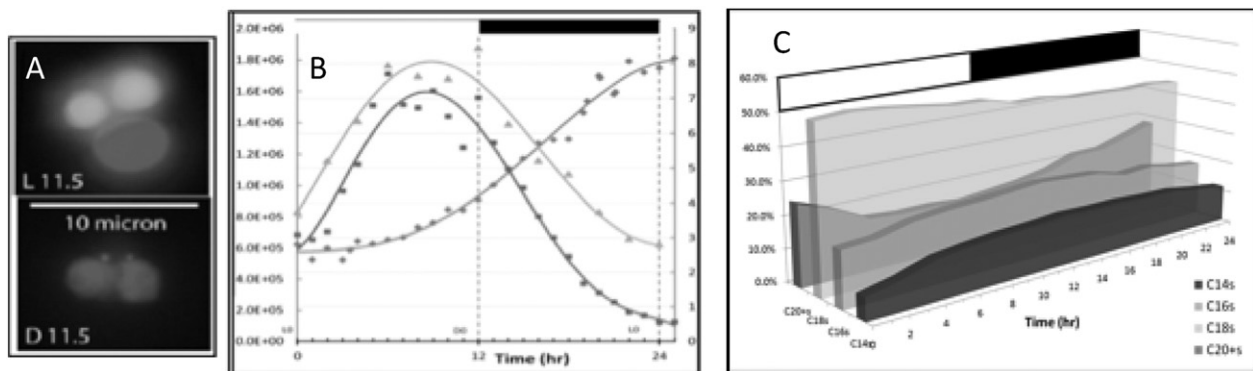 A
L 11.5
10 micron
D 11.5
B
2.0E+06
1.8E+06
1.6E+06
1.4E+06
1.2E+06
1.0E+06
8.0E+05
6.0E+05
4.0E+05
2.0E+05
0.0E+00
9
8
7
6
5
4
3
2
1
0
0
12
24
Time (hr)
C
60.0%
50.0%
40.0%
30.0%
20.0%
10.0%
0.0%
C20+s
C18s
C16s
C14s
2
4
6
8
10
12
14
16
18
20
22
24
Time (hr)
C14s
C16s
C18s
C20+s